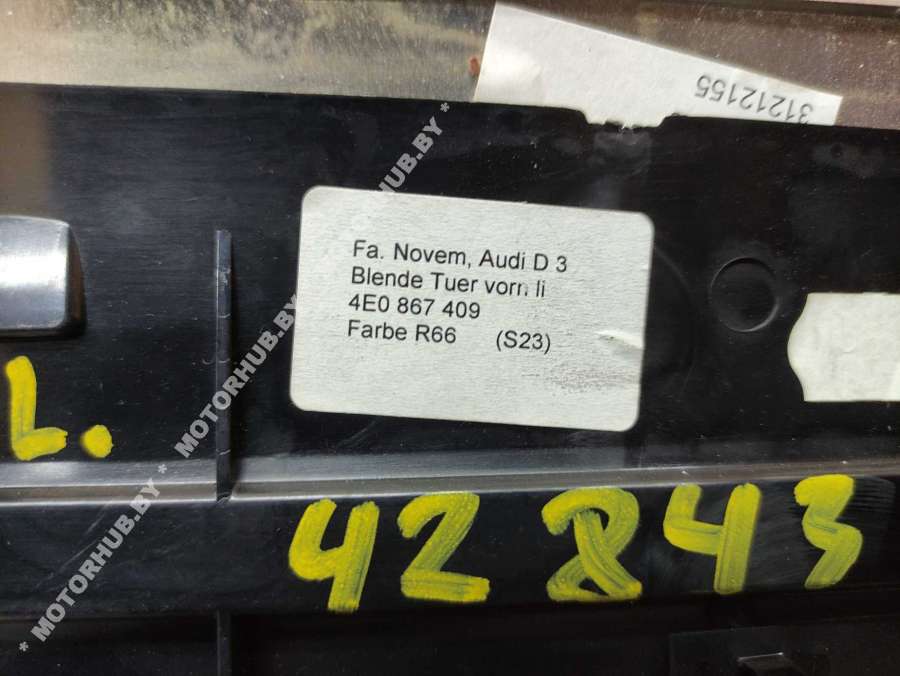 31212155
* MOTORHUB.BY *
Fa. Novem, Audi D 3
Blende Tuer vorn li
4E0 867 409
Farbe R66 (S23)
L.
* MOTORHUB.BY * MOTORHUB.BY
42843